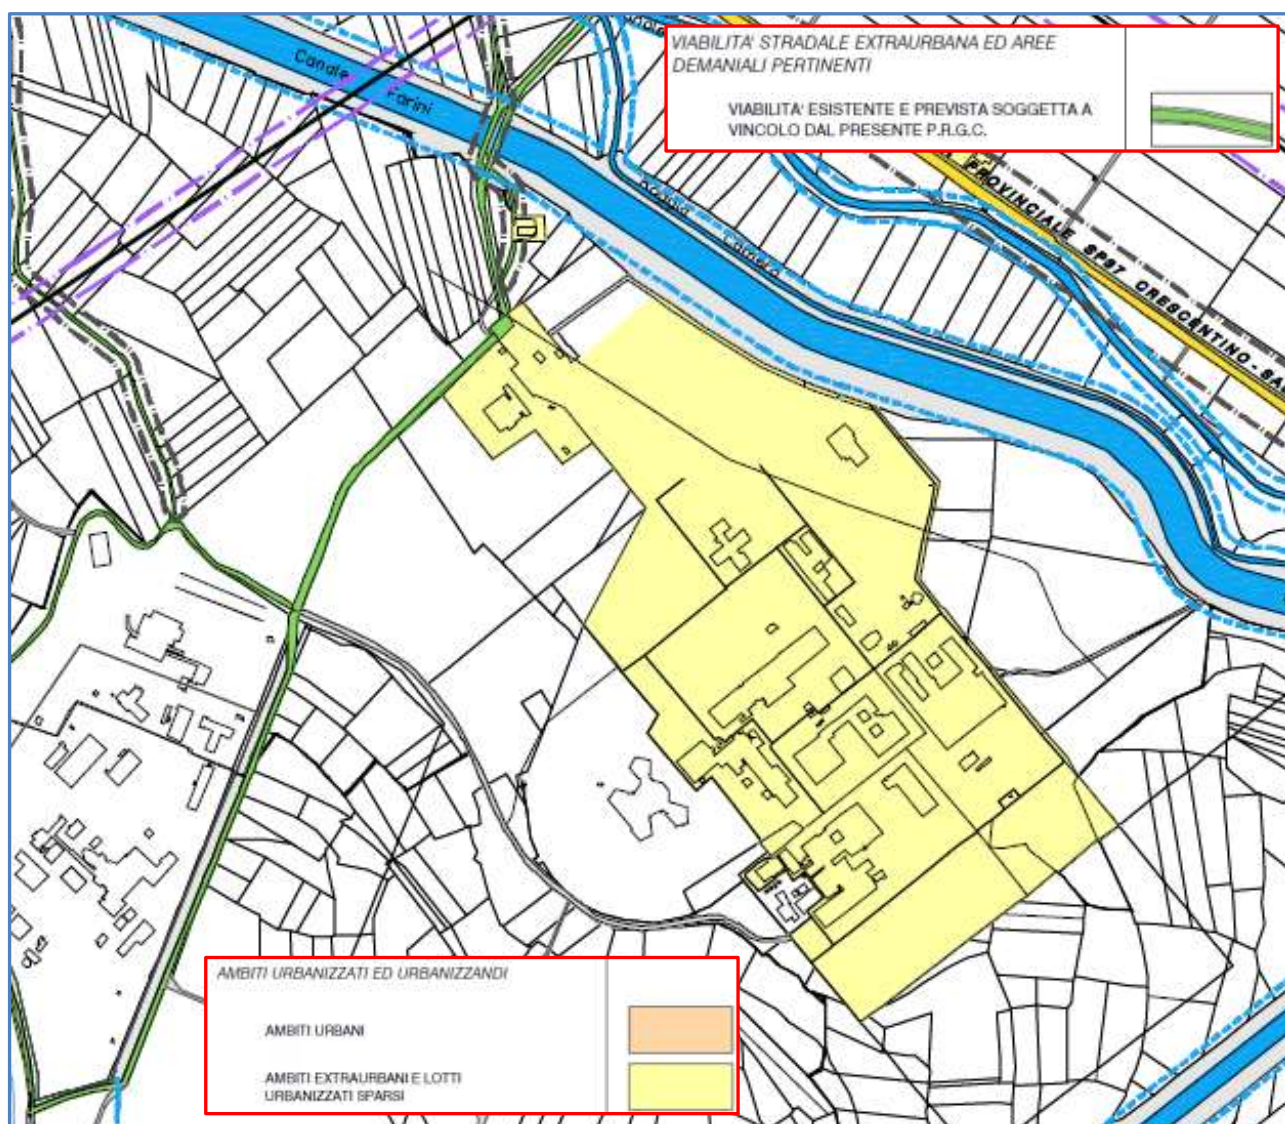 VIABILITA' STRADALE EXTRAURBANA ED AREE
DEMANIALI PERTINENTI
VIABILITA' ESISTENTE E PREVISTA SOGGETTA A
VINCOLO DAL PRESENTE P.R.G.C.
Canale
Farini
PROVINCIALE SP97 CRESCENTINO - SA
AMBITI URBANIZZATI ED URBANIZZANDI
AMBITI URBANI
AMBITI EXTRAURBANI E LOTTI
URBANIZZATI SPARSI